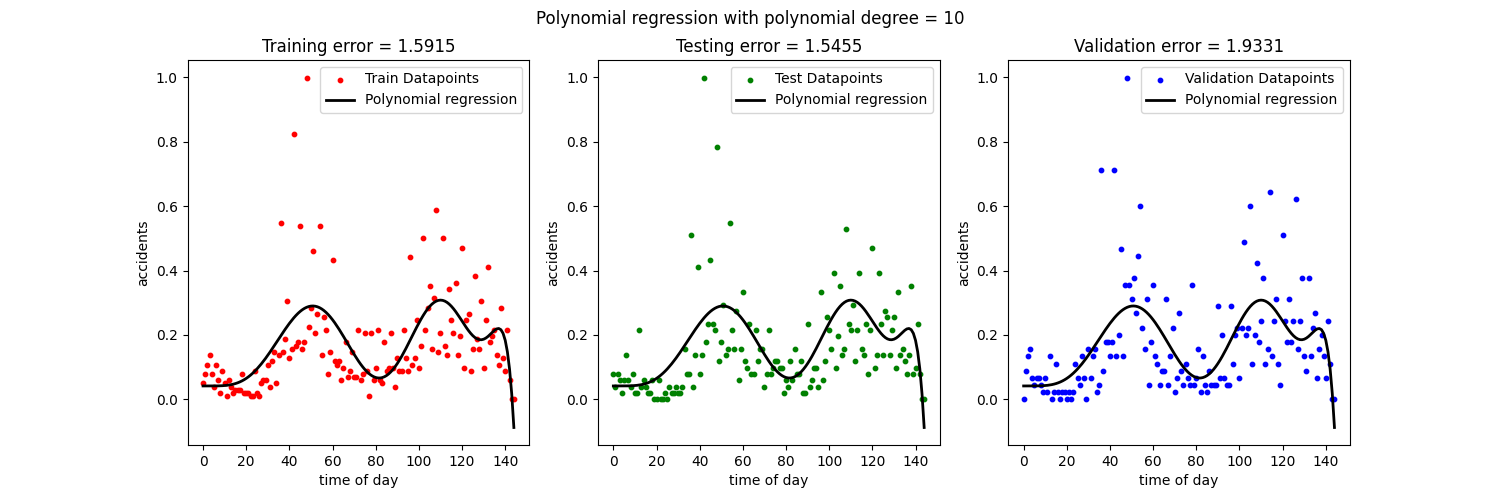 Polynomial regression with polynomial degree = 10
Training error = 1.5915
Train Datapoints
Polynomial regression
accidents
1.0
0.8
0.6
0.4
0.2
0.0
0 20 40 60 80 100 120 140
time of day
Testing error = 1.5455
Test Datapoints
Polynomial regression
accidents
1.0
0.8
0.6
0.4
0.2
0.0
0 20 40 60 80 100 120 140
time of day
Validation error = 1.9331
Validation Datapoints
Polynomial regression
accidents
1.0
0.8
0.6
0.4
0.2
0.0
0 20 40 60 80 100 120 140
time of day